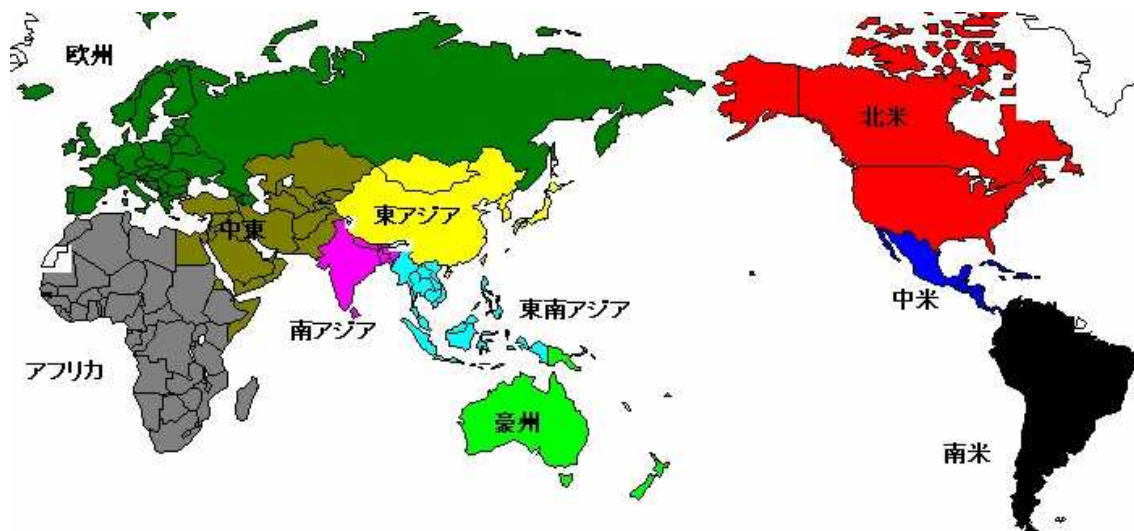 欧州
北米
東アジア
中東
中米
東南アジア
南アジア
アフリカ
豪州
南米